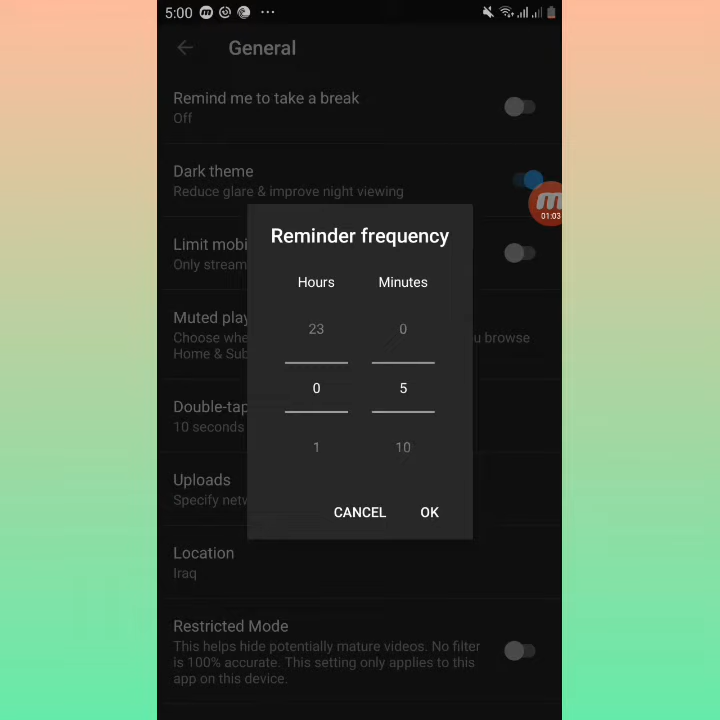 5:00
General
Remind me to take a break
Off
Dark theme
Reduce glare & improve night viewing
01:03
Reminder frequency
Limit mobi
Only stream
Hours Minutes
Muted play
Choose whe u browse
Home & Sub
23 0
0 5
1 10
Double-tap
10 seconds
Uploads
Specify netw
CANCEL OK
Location
Iraq
Restricted Mode
This helps hide potentially mature videos. No filter
is 100% accurate. This setting only applies to this
app on this device.